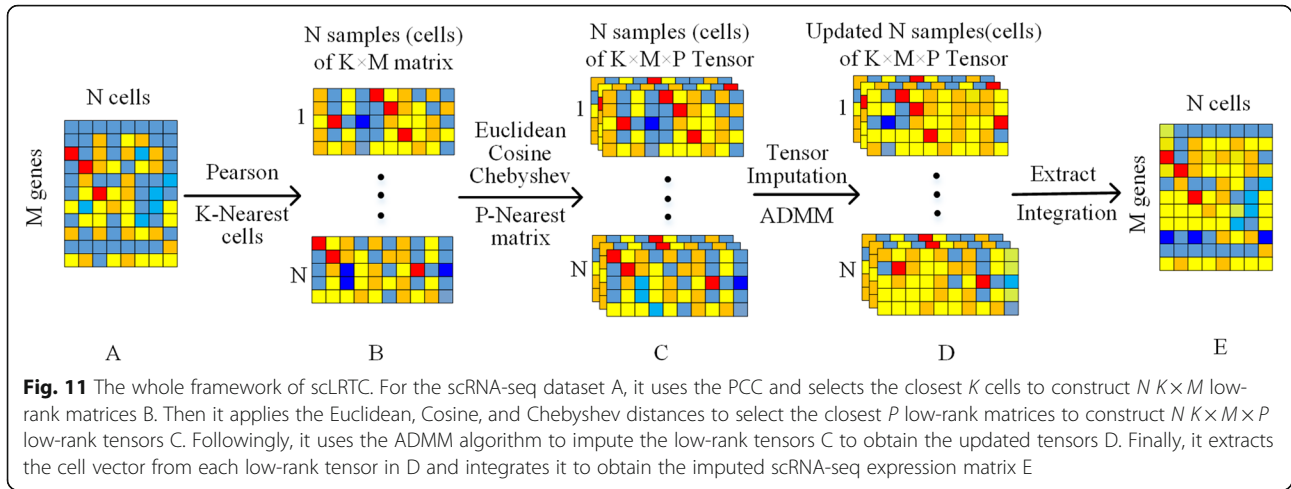 N samples (cells)
of K×M matrix
N samples (cells)
of K×M×P Tensor
Updated N samples(cells)
of K×M×P Tensor
N cells
M genes
A
Pearson
K-Nearest
cells
1
N
B
Euclidean
Cosine
Chebyshev
P-Nearest
matrix
1
N
C
Tensor
Imputation
ADMM
1
N
D
Extract
Integration
N cells
M genes
E
Fig. 11 The whole framework of scLRTC. For the scRNA-seq dataset A, it uses the PCC and selects the closest K cells to construct N K × M low-
rank matrices B. Then it applies the Euclidean, Cosine, and Chebyshev distances to select the closest P low-rank matrices to construct N K × M × P
low-rank tensors C. Followingly, it uses the ADMM algorithm to impute the low-rank tensors C to obtain the updated tensors D. Finally, it extracts
the cell vector from each low-rank tensor in D and integrates it to obtain the imputed scRNA-seq expression matrix E